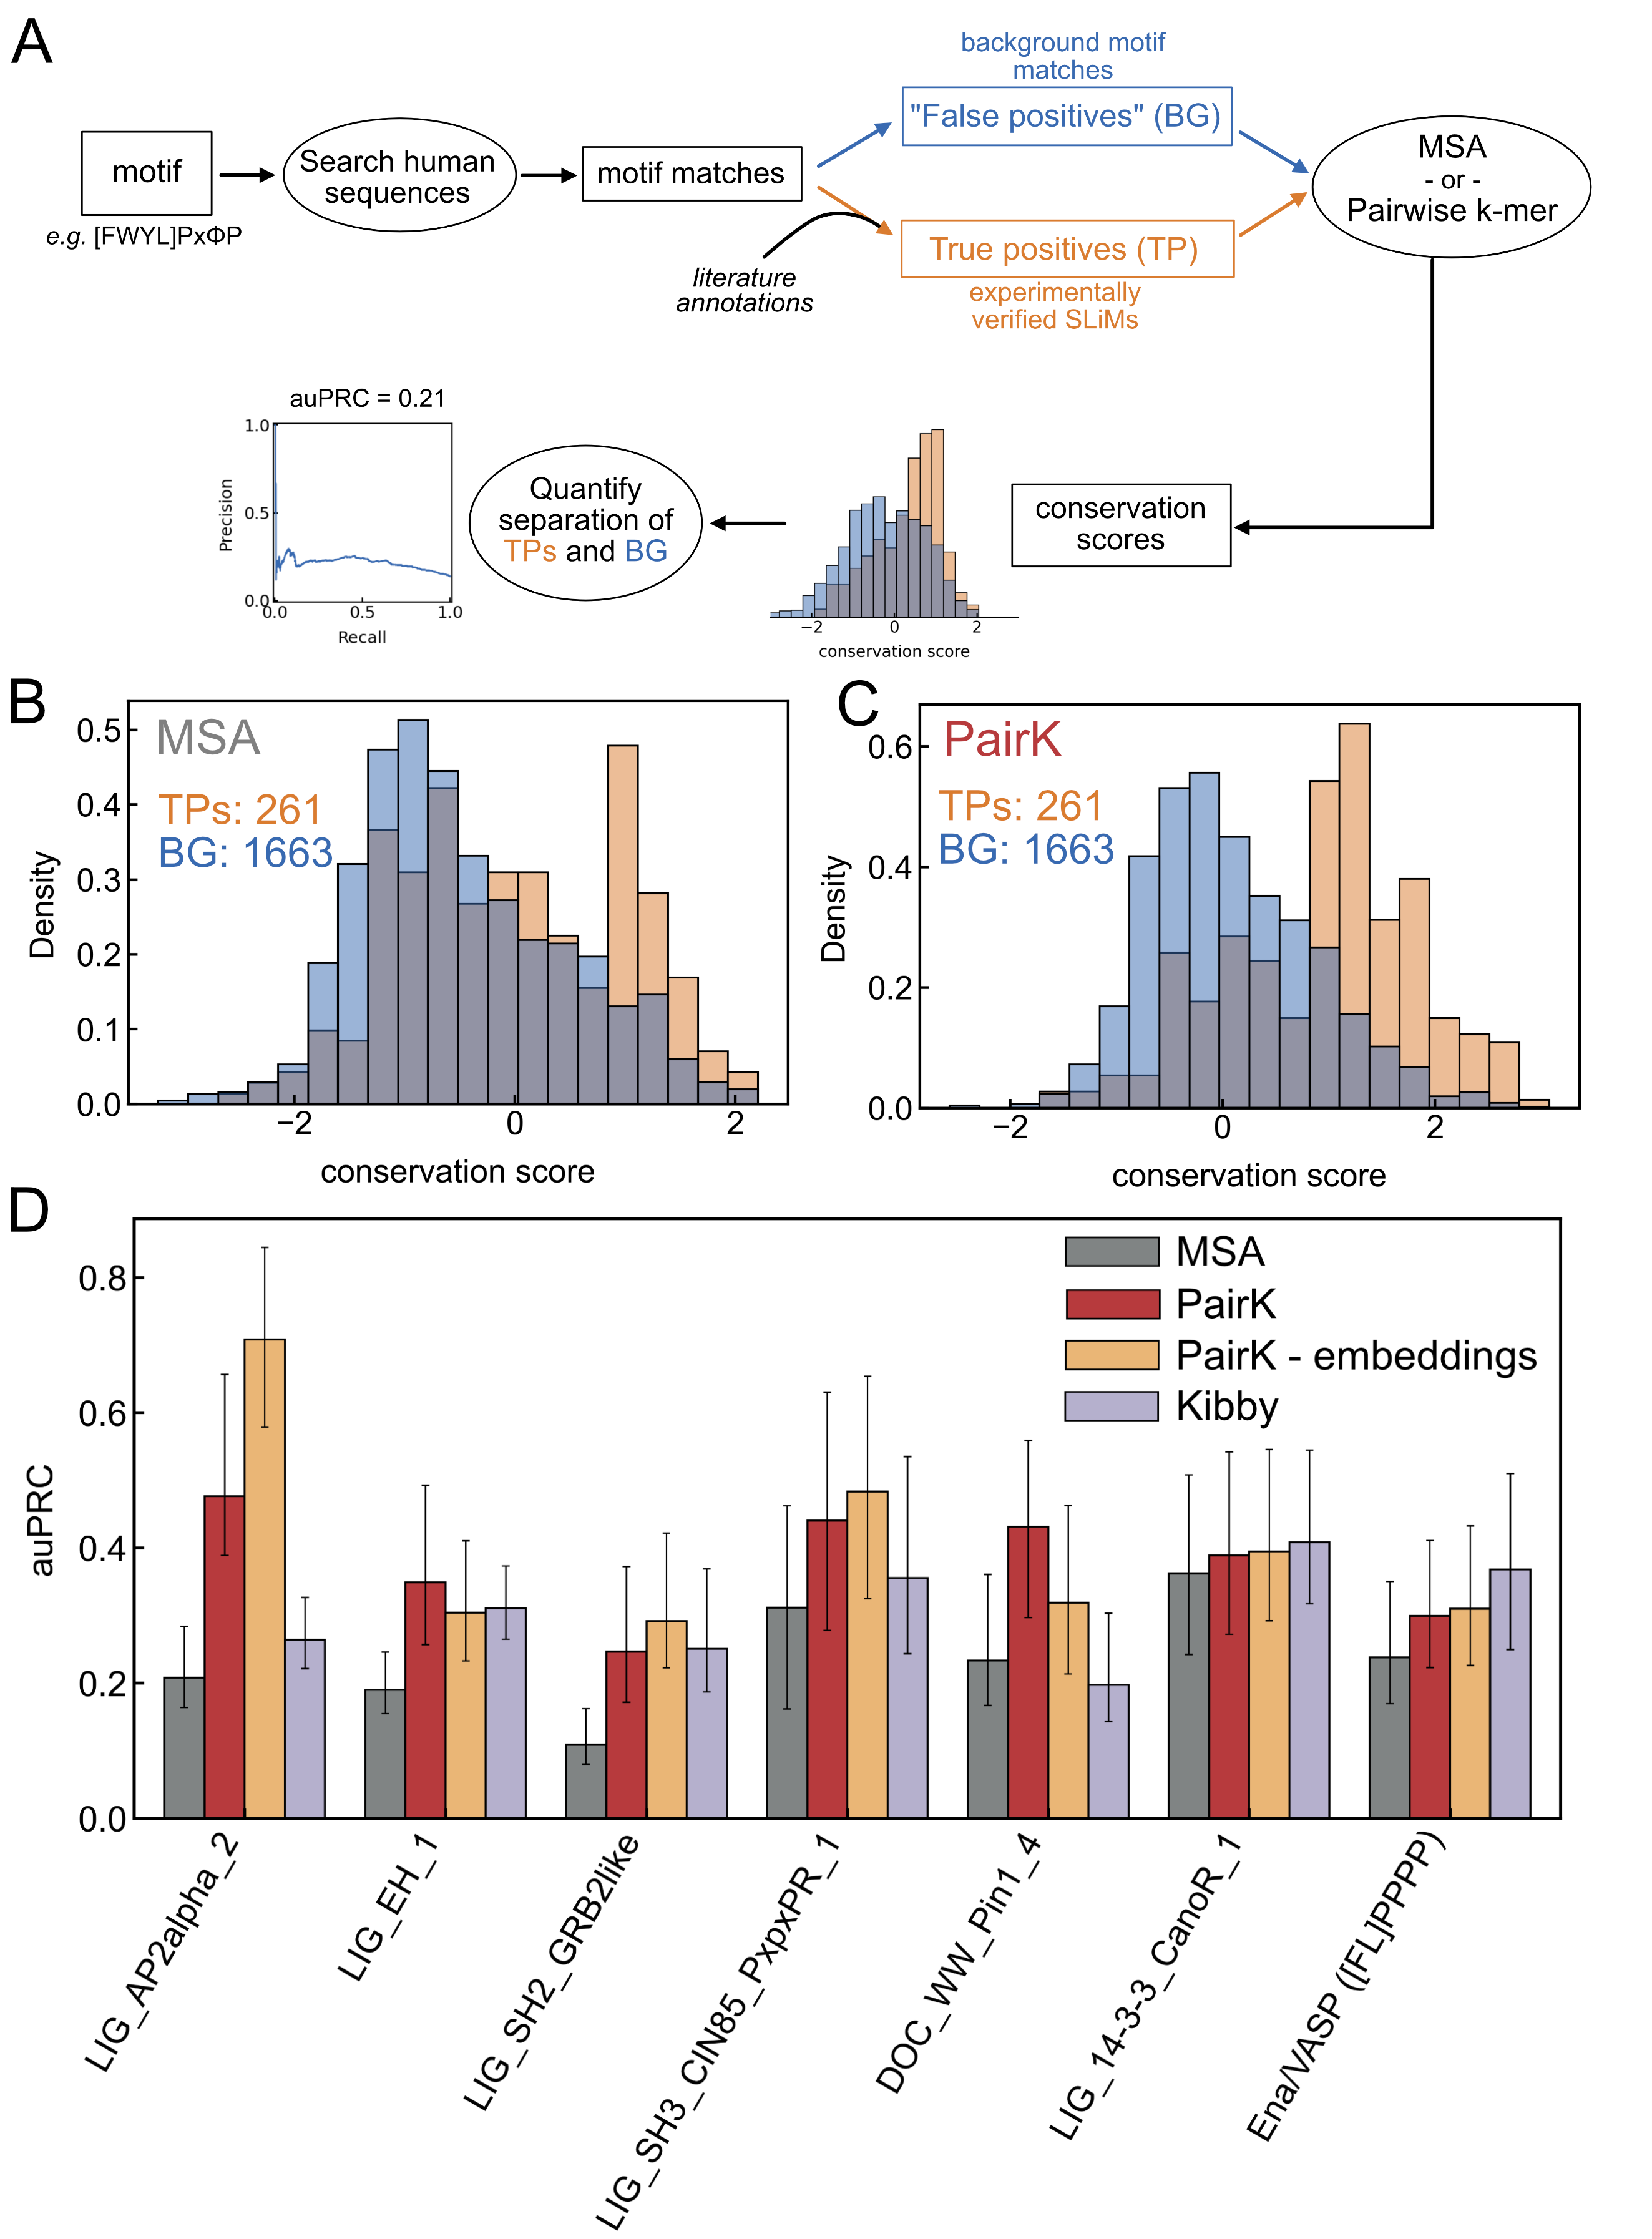 A
background motif
matches
"False positives" (BG)
motif
e.g. [FWYL]PxΦP
Search human
sequences
motif matches
literature
annotations
True positives (TP)
experimentally
verified SLiMs
MSA
- or -
Pairwise k-mer
conservation
scores
−2 0 2
conservation score
Quantify
separation of
TPs and BG
auPRC = 0.21
1.0
0.5
0.0
Precision
0.0 0.5 1.0
Recall
B
MSA
TPs: 261
BG: 1663
0.5
0.4
0.3
0.2
0.1
0.0
Density
−2 0 2
conservation score
C
PairK
TPs: 261
BG: 1663
0.6
0.4
0.2
0.0
Density
−2 0 2
conservation score
D
MSA
PairK
PairK - embeddings
Kibby
0.8
0.6
0.4
0.2
0.0
auPRC
LIG_AP2alpha_2
LIG_EH_1
LIG_SH2_GRB2like
LIG_SH3_CIN85_PxpxPR_1
DOC_WW_Pin1_4
LIG_14-3-3_CanoR_1
Ena/VASP ([FL]PPPP)